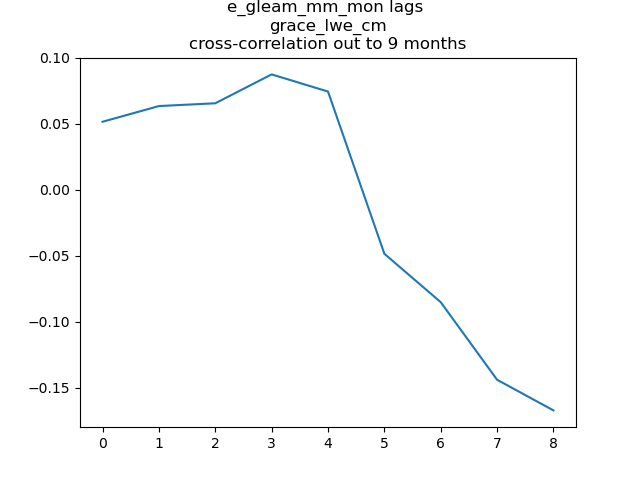 e_gleam_mm_mon lags
grace_lwe_cm
cross-correlation out to 9 months
0.10
0.05
0.00
−0.05
−0.10
−0.15
0 1 2 3 4 5 6 7 8